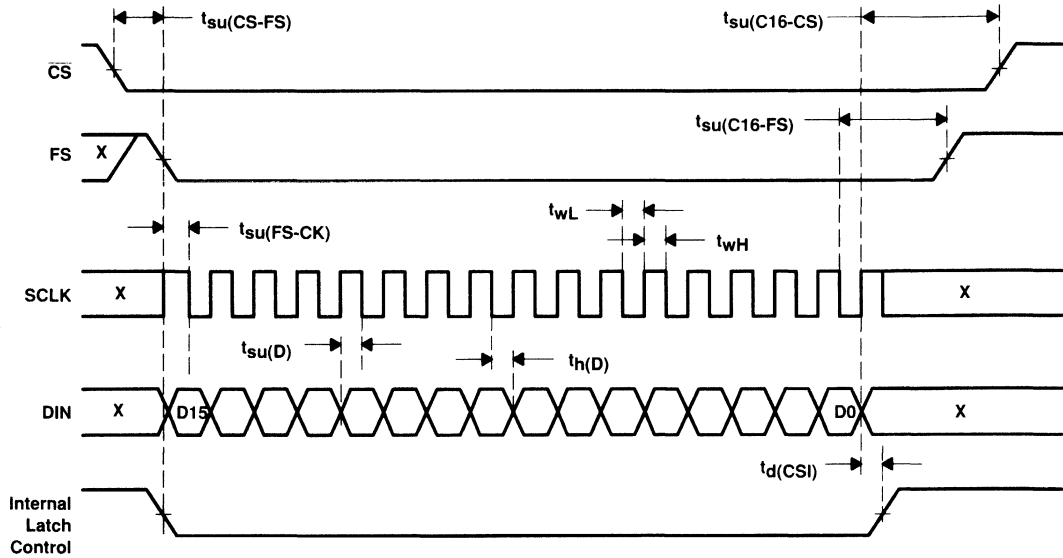 tsu(CS-FS)
tsu(C16-CS)
CS
tsu(C16-FS)
FS
X
twL
tsu(FS-CK)
twH
SCLK
X
X
tsu(D)
th(D)
DIN
X
D15
D0
X
td(CSI)
Internal
Latch
Control